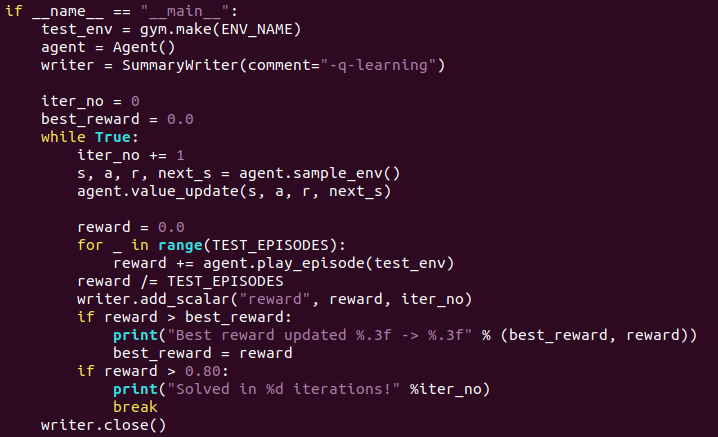 if __name__ == "__main__":
    test_env = gym.make(ENV_NAME)
    agent = Agent()
    writer = SummaryWriter(comment="-q-learning")

    iter_no = 0
    best_reward = 0.0
    while True:
        iter_no += 1
        s, a, r, next_s = agent.sample_env()
        agent.value_update(s, a, r, next_s)

        reward = 0.0
        for _ in range(TEST_EPISODES):
            reward += agent.play_episode(test_env)
        reward /= TEST_EPISODES
        writer.add_scalar("reward", reward, iter_no)
        if reward > best_reward:
            print("Best reward updated %.3f -> %.3f" % (best_reward, reward))
            best_reward = reward
        if reward > 0.80:
            print("Solved in %d iterations!" %iter_no)
            break
    writer.close()